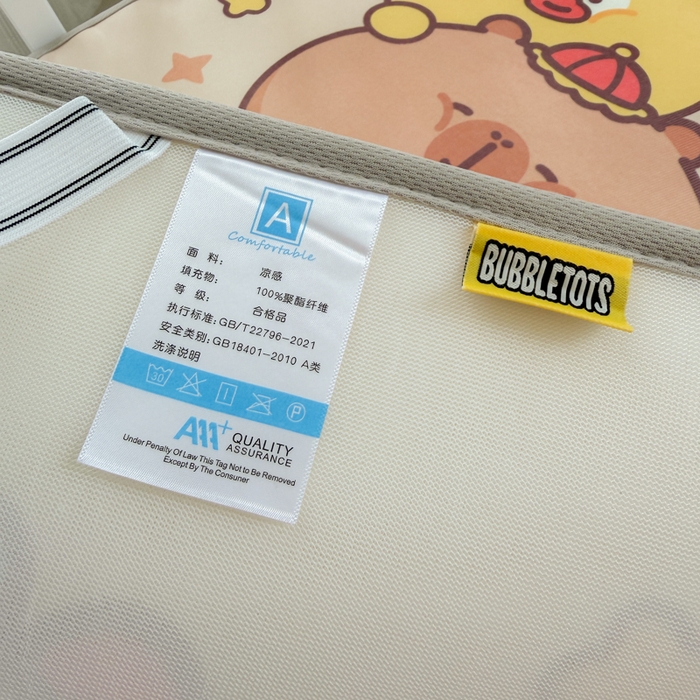 A
Comfortable
面 料: 凉感
填充物: 100%聚酯纤维
等 级: 合格品
执行标准: GB/T22796-2021
安全类别: GB18401-2010 A类
洗涤说明
30 P
A11+ QUALITY
ASSURANCE
Under Penalty Of Law This Tag Not to Be Removed
Except By The Consuner
BUBBLETOTS